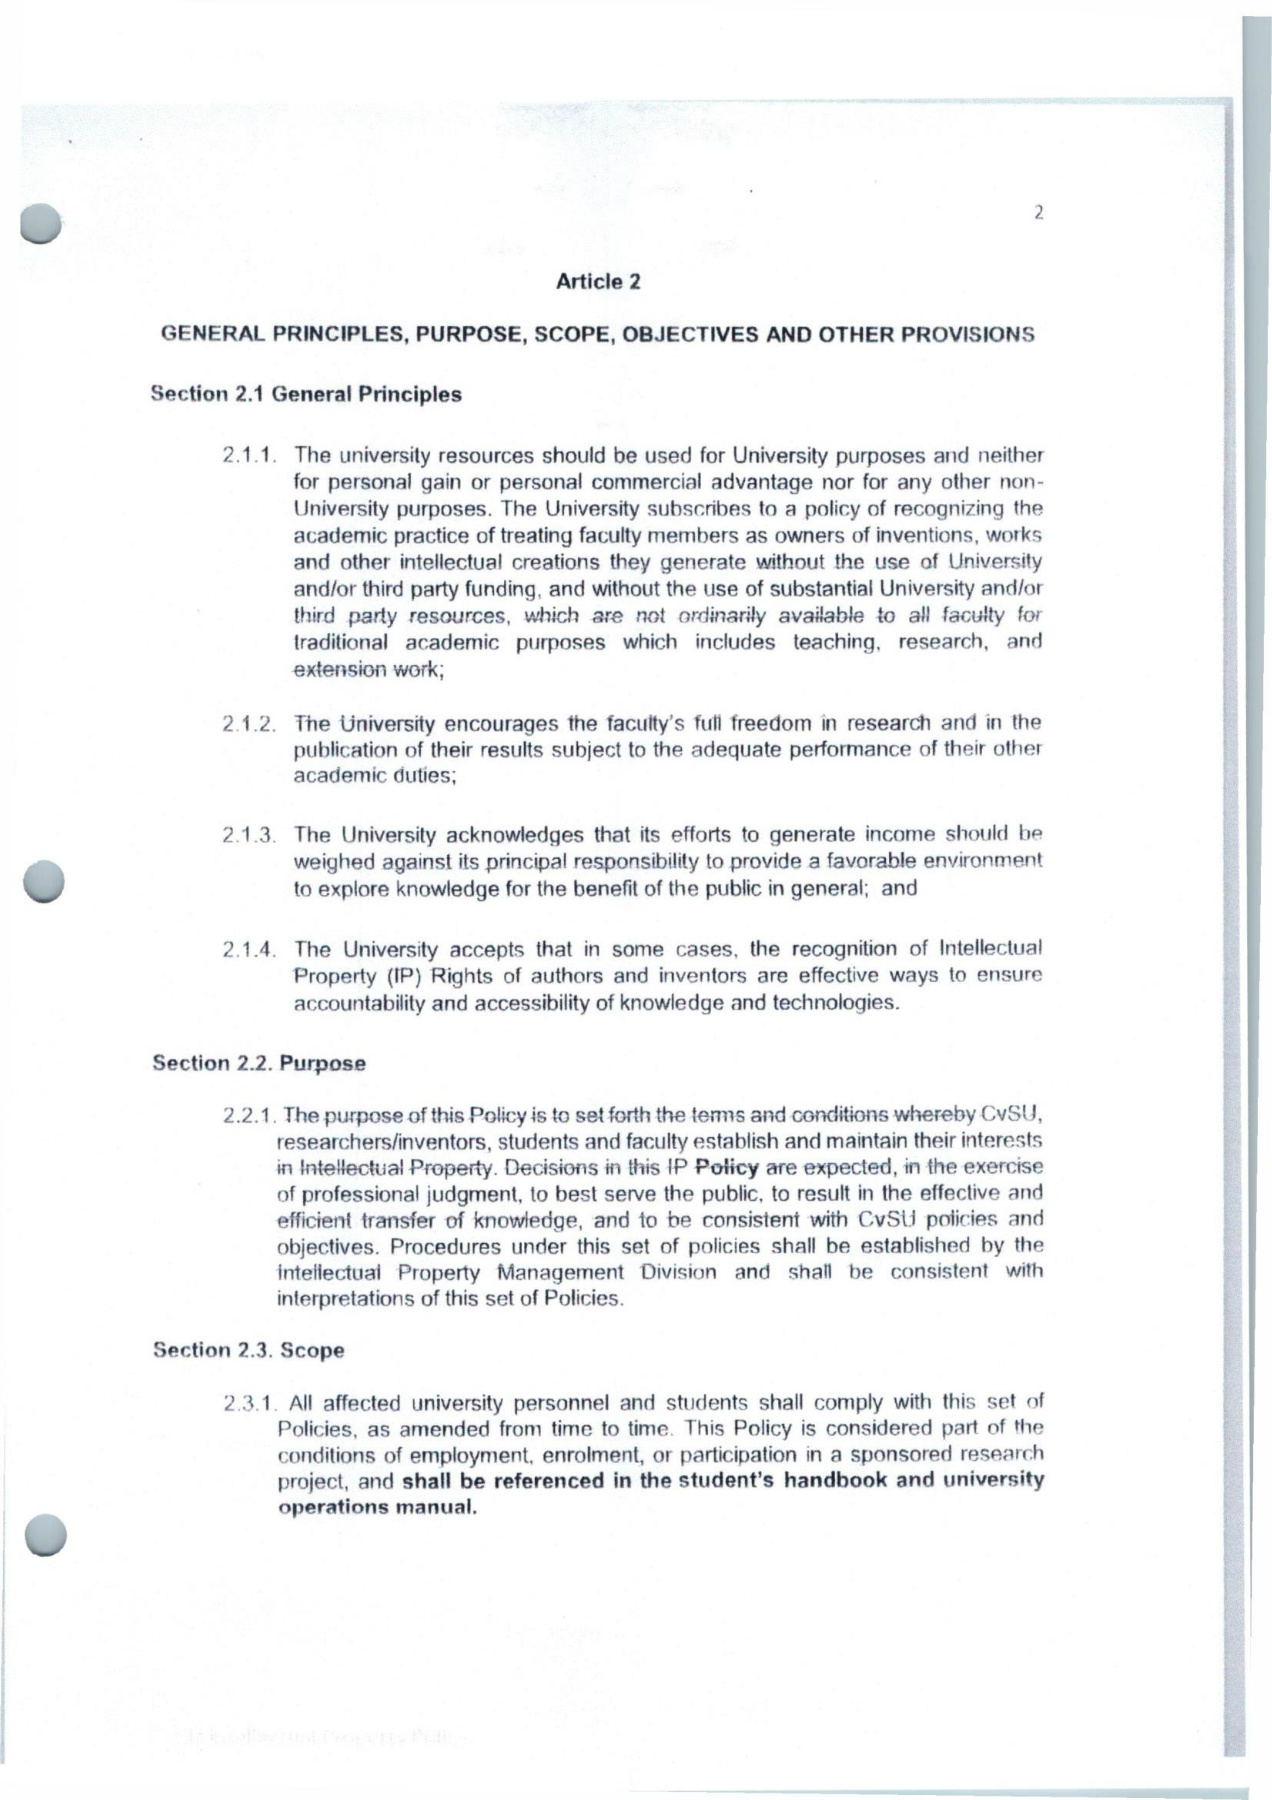 2
Article 2
GENERAL PRINCIPLES, PURPOSE, SCOPE, OBJECTIVES AND OTHER PROVISIONS
Section 2.1 General Principles
2.1.1. The university resources should be used for University purposes and neither
for personal gain or personal commercial advantage nor for any other non-
University purposes. The University subscribes to a policy of recognizing the
academic practice of treating faculty members as owners of inventions, works
and other intellectual creations they generate without the use of University
and/or third party funding, and without the use of substantial University and/or
third party resources, which are not ordinarily available to all faculty for
traditional academic purposes which includes teaching, research, and
extension work;
2.1.2. The University encourages the faculty's full freedom in research and in the
publication of their results subject to the adequate performance of their other
academic duties;
2.1.3. The University acknowledges that its efforts to generate income should be
weighed against its principal responsibility to provide a favorable environment
to explore knowledge for the benefit of the public in general; and
2.1.4. The University accepts that in some cases, the recognition of Intellectual
Property (IP) Rights of authors and inventors are effective ways to ensure
accountability and accessibility of knowledge and technologies.
Section 2.2. Purpose
2.2.1. The purpose of this Policy is to set forth the terms and conditions whereby CvSU,
researchers/inventors, students and faculty establish and maintain their interests
in Intellectual Property. Decisions in this IP Policy are expected, in the exercise
of professional judgment, to best serve the public, to result in the effective and
efficient transfer of knowledge, and to be consistent with CvSU policies and
objectives. Procedures under this set of policies shall be established by the
Intellectual Property Management Division and shall be consistent with
interpretations of this set of Policies.
Section 2.3. Scope
2.3.1. All affected university personnel and students shall comply with this set of
Policies, as amended from time to time. This Policy is considered part of the
conditions of employment, enrolment, or participation in a sponsored research
project, and shall be referenced in the student's handbook and university
operations manual.